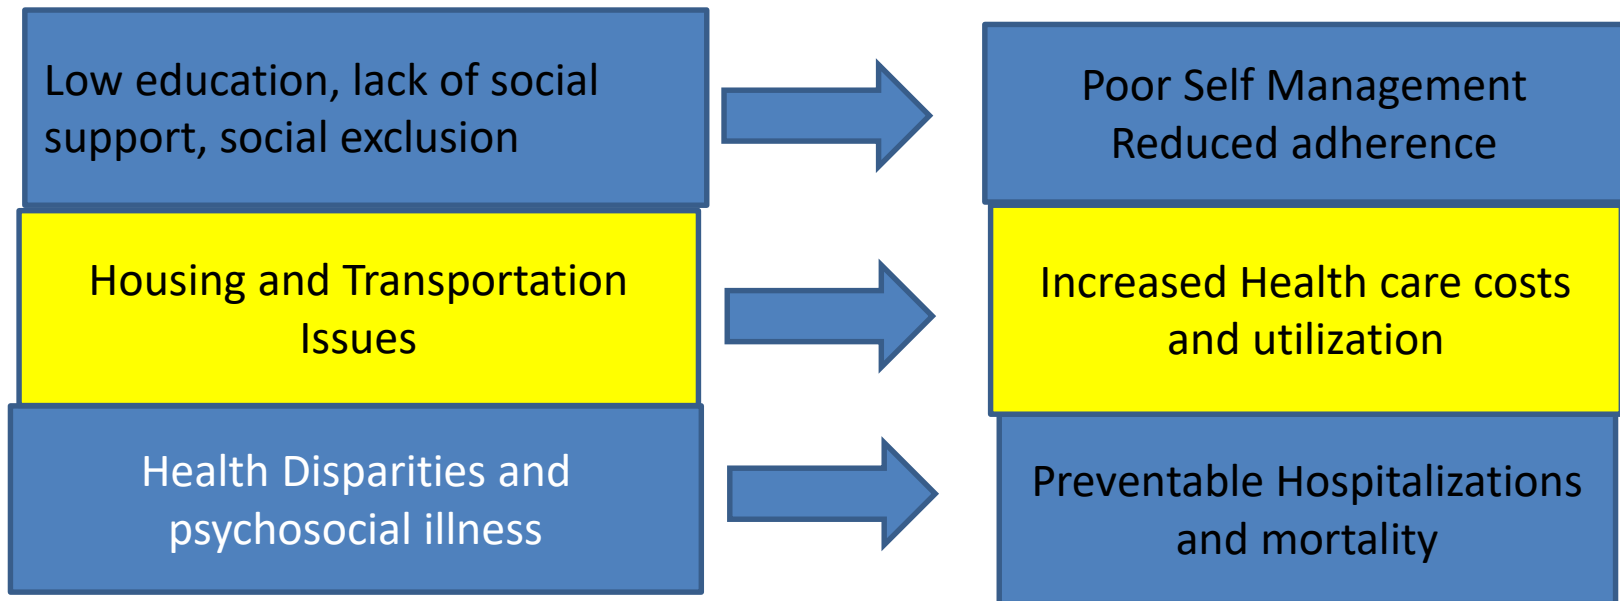 Low education, lack of social
support, social exclusion
Poor Self Management
Reduced adherence
Housing and Transportation
Issues
Increased Health care costs
and utilization
Health Disparities and
psychosocial illness
Preventable Hospitalizations
and mortality